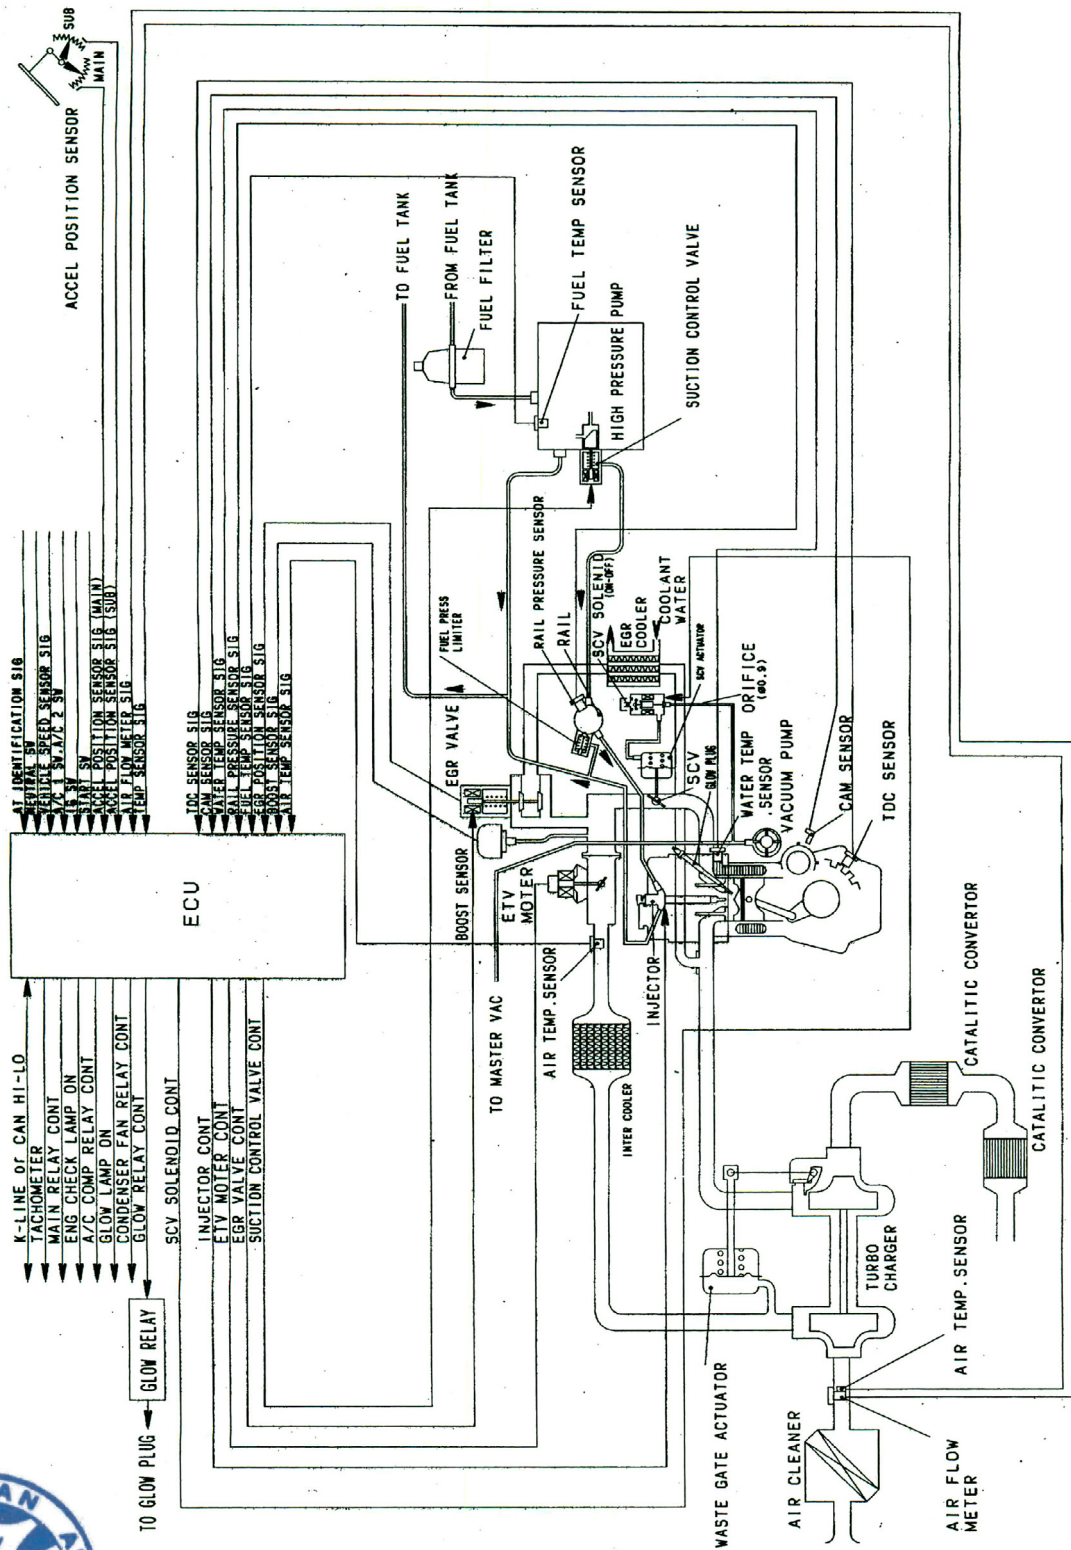 K-LINE or CAN HI-LO
TACHOMETER
MAIN RELAY CONT
ENG CHECK LAMP ON
A/C COMP RELAY CONT
GLOW LAMP ON
CONDENSER FAN RELAY CONT
GLOW RELAY CONT
SCV SOLENOID CONT
INJECTOR CONT
ETV MOTER CONT
EGR VALVE CONT
SUCTION CONTROL VALVE CONT
TO GLOW PLUG
GLOW RELAY
ECU
AT IDENTIFICATION SIG
NEUTRAL SW
VEHICLE SPEED SENSOR SIG
A/C 1 SW.A/C 2 SW
IG SW
START SW
ACCEL POSITION SENSOR SIG (MAIN)
ACCEL POSITION SENSOR SIG (SUB)
AIR FLOW METER SIG
TEMP SENSOR SIG
TDC SENSOR SIG
CAM SENSOR SIG
WATER TEMP SENSOR SIG
RAIL PRESSURE SENSOR SIG
FUEL TEMP SENSOR SIG
EGR POSITION SENSOR SIG
BOOST SENSOR SIG
AIR TEMP SENSOR SIG
ACCEL POSITION SENSOR
MAIN
SUB
TO FUEL TANK
FROM FUEL TANK
FUEL FILTER
FUEL TEMP SENSOR
HIGH PRESSURE PUMP
SUCTION CONTROL VALVE
FUEL PRESS
LIMITER
RAIL PRESSURE SENSOR
RAIL
SCV SOLENID
(ON-OFF)
EGR
COOLER
COOLANT
WATER
SCV ACTUATOR
ORIFICE
(Ø0.9)
EGR VALVE
BOOST SENSOR
ETV
MOTER
TO MASTER VAC
AIR TEMP.SENSOR
INTER COOLER
INJECTOR
SCV
GLOW PLUG
WATER TEMP
.SENSOR
VACUUM PUMP
CAM SENSOR
TDC SENSOR
WASTE GATE ACTUATOR
TURBO
CHARGER
CATALITIC CONVERTOR
CATALITIC CONVERTOR
AIR CLEANER
AIR TEMP.SENSOR
AIR FLOW
METER
AN